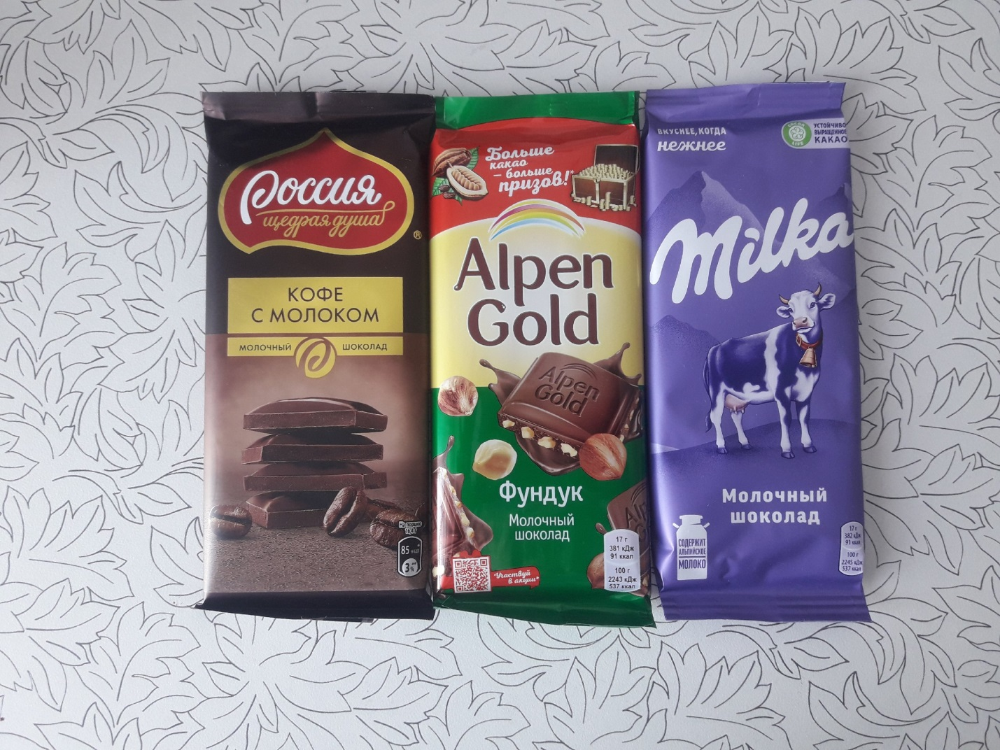 Россия
щедрая душа
®
КОФЕ
С МОЛОКОМ
МОЛОЧНЫЙ ШОКОЛАД
На порцию
85 ккал
3%
Больше
какао
– больше
призов!*
Alpen
Gold
Alpen
Gold
Фундук
Молочный
шоколад
Участвуй
в акции*
17 г
381 кДж
91 ккал
100 г
2243 кДж
537 ккал
ВКУСНЕЕ, КОГДА
нежнее
COCOA
LIFE
УСТОЙЧИВО
ВЫРАЩЕННОЕ
КАКАО
Milka
Молочный
шоколад
СОДЕРЖИТ
АЛЬПИЙСКОЕ
МОЛОКО
17 г
382 кДж
91 ккал
100 г
2245 кДж
537 ккал